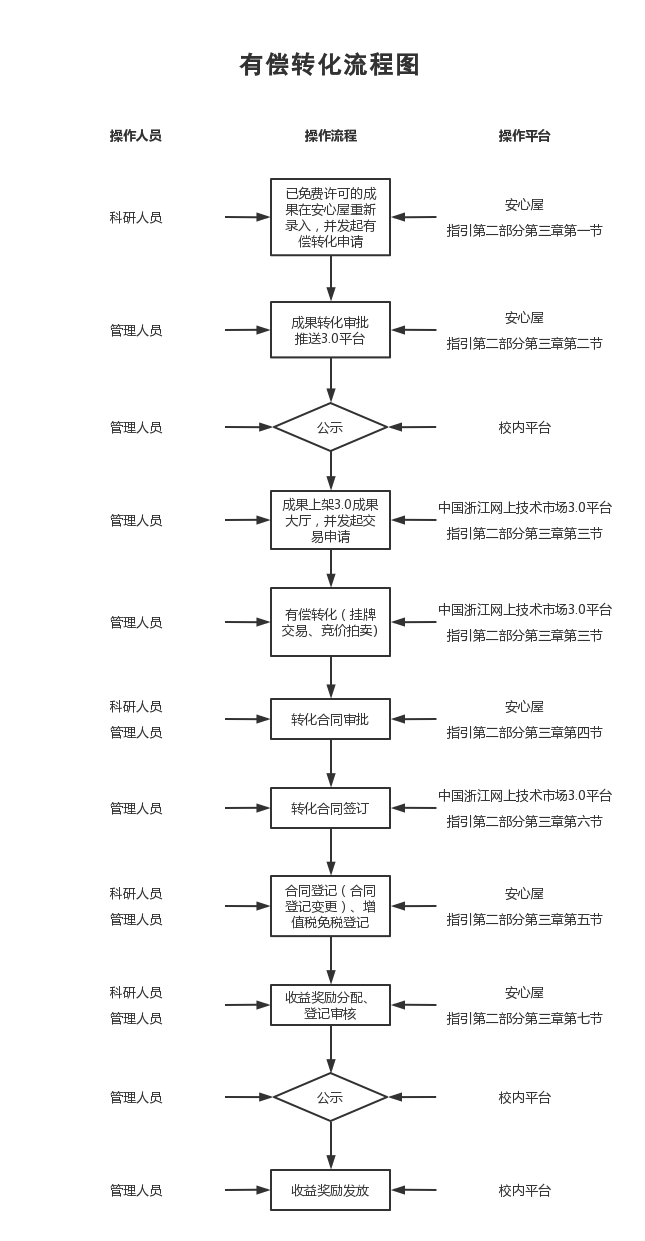 有偿转化流程图
操作人员
操作流程
操作平台
科研人员
已免费许可的成
果在安心屋重新
录入，并发起有
偿转化申请
安心屋
指引第二部分第三章第一节
管理人员
成果转化审批
推送3.0平台
安心屋
指引第二部分第三章第二节
管理人员
公示
校内平台
管理人员
成果上架3.0成果
大厅，并发起交
易申请
中国浙江网上技术市场3.0平台
指引第二部分第三章第三节
管理人员
有偿转化（挂牌
交易、竞价拍卖)
中国浙江网上技术市场3.0平台
指引第二部分第三章第三节
科研人员
管理人员
转化合同审批
安心屋
指引第二部分第三章第四节
管理人员
转化合同签订
中国浙江网上技术市场3.0平台
指引第二部分第三章第六节
科研人员
管理人员
合同登记（合同
登记变更）、增
值税免税登记
安心屋
指引第二部分第三章第五节
科研人员
管理人员
收益奖励分配、
登记审核
安心屋
指引第二部分第三章第七节
管理人员
公示
校内平台
管理人员
收益奖励发放
校内平台